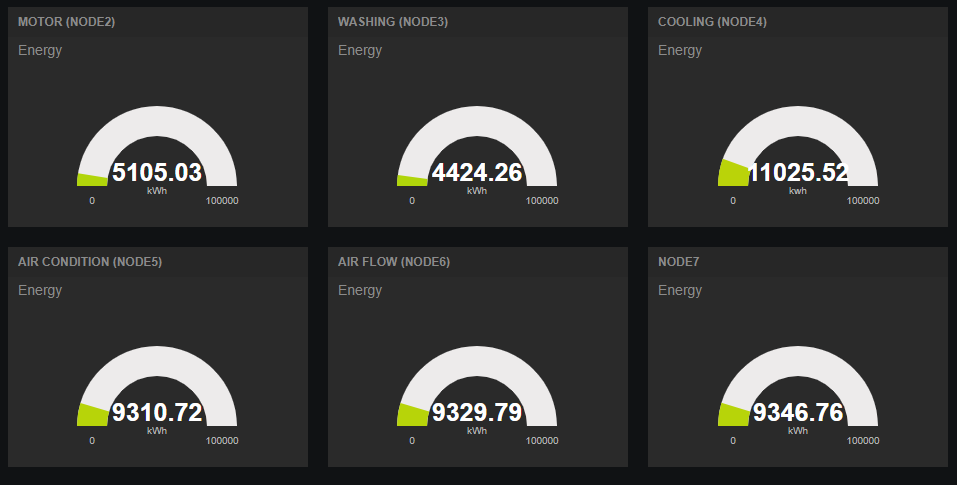 MOTOR (NODE2)
Energy
5105.03
kWh
0 100000
WASHING (NODE3)
Energy
4424.26
kWh
0 100000
COOLING (NODE4)
Energy
11025.52
kwh
0 100000
AIR CONDITION (NODE5)
Energy
9310.72
kWh
0 100000
AIR FLOW (NODE6)
Energy
9329.79
kWh
0 100000
NODE7
Energy
9346.76
kWh
0 100000